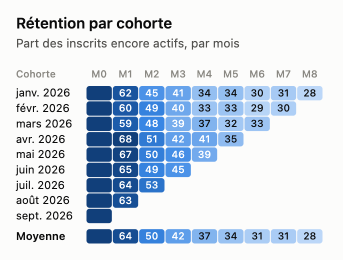 Rétention par cohorte
Part des inscrits encore actifs, par mois
Cohorte M0 M1 M2 M3 M4 M5 M6 M7 M8
janv. 2026 62 45 41 34 34 30 31 28
févr. 2026 60 49 40 33 33 29 30
mars 2026 59 48 39 37 32 33
avr. 2026 68 51 42 41 35
mai 2026 67 50 46 39
juin 2026 65 49 45
juil. 2026 64 53
août 2026 63
sept. 2026
Moyenne 64 50 42 37 34 31 31 28